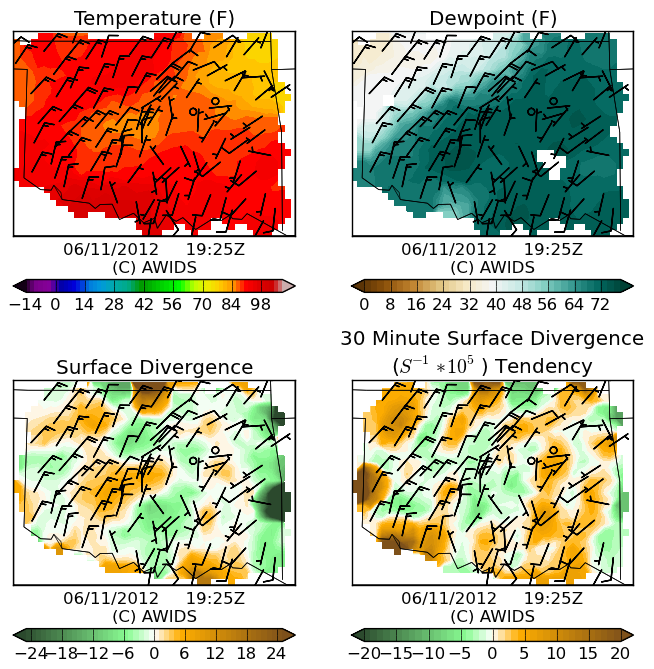 Temperature (F)
Dewpoint (F)
06/11/2012 19:25Z
(C) AWIDS
06/11/2012 19:25Z
(C) AWIDS
−14 0 14 28 42 56 70 84 98
0 8 16 24 32 40 48 56 64 72
Surface Divergence
30 Minute Surface Divergence
(S⁻¹ *10⁵ ) Tendency
06/11/2012 19:25Z
(C) AWIDS
06/11/2012 19:25Z
(C) AWIDS
−24 −18 −12 −6 0 6 12 18 24
−20 −15 −10 −5 0 5 10 15 20